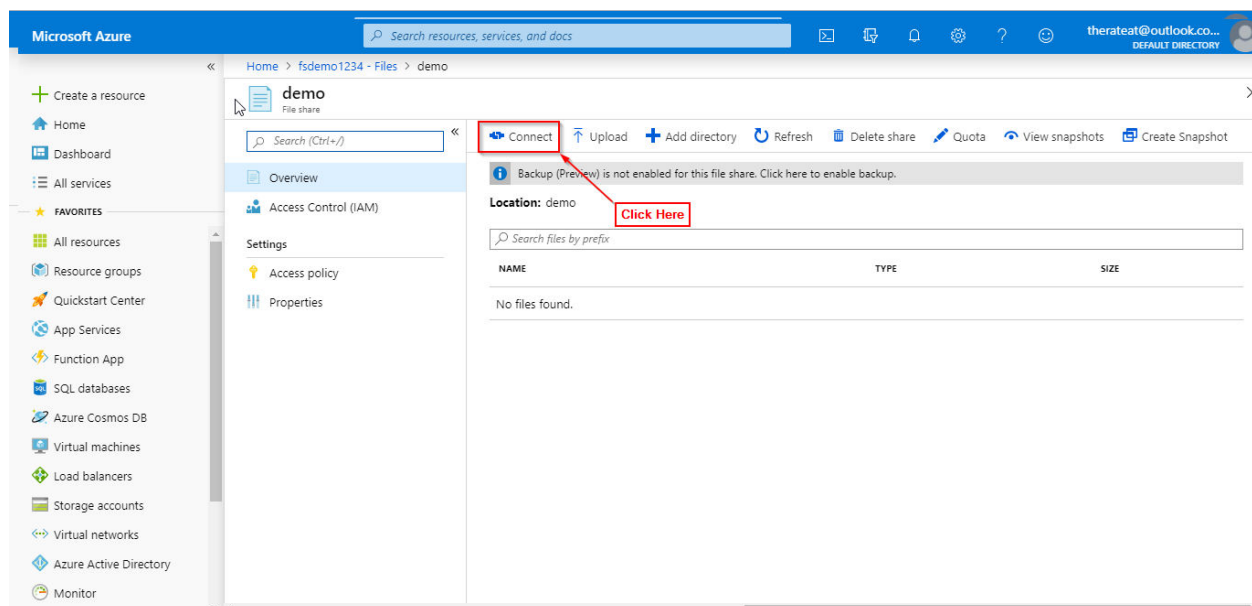 Microsoft Azure
Search resources, services, and docs
therateat@outlook.co...
DEFAULT DIRECTORY
Home > fsdemo1234 - Files > demo
Create a resource
Home
Dashboard
All services
FAVORITES
All resources
Resource groups
Quickstart Center
App Services
Function App
SQL databases
Azure Cosmos DB
Virtual machines
Load balancers
Storage accounts
Virtual networks
Azure Active Directory
Monitor
demo
File share
Search (Ctrl+/)
Overview
Access Control (IAM)
Settings
Access policy
Properties
Connect Upload Add directory Refresh Delete share Quota View snapshots Create Snapshot
Backup (Preview) is not enabled for this file share. Click here to enable backup.
Location: demo
Click Here
Search files by prefix
NAME TYPE SIZE
No files found.